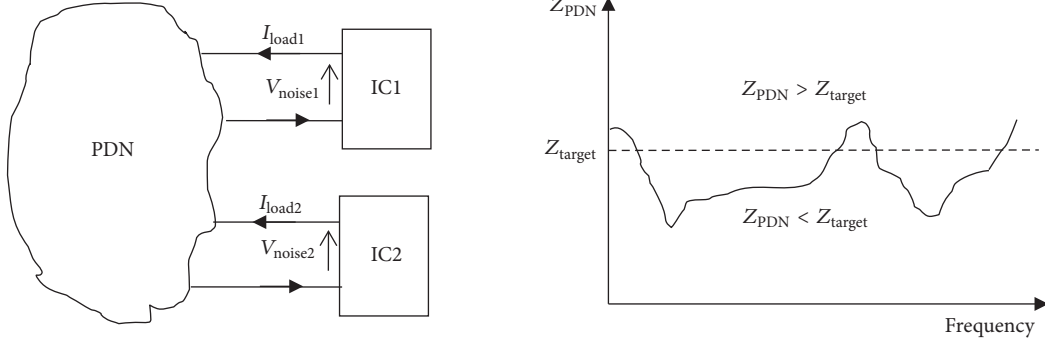 I_load1
V_noise1
IC1
PDN
I_load2
V_noise2
IC2
Z_PDN
Z_PDN > Z_target
Z_target
Z_PDN < Z_target
Frequency